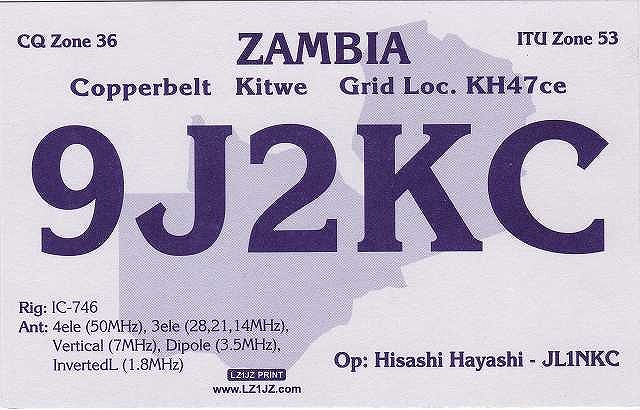 CQ Zone 36
ZAMBIA
ITU Zone 53
Copperbelt Kitwe Grid Loc. KH47ce
9J2KC
Rig: IC-746
Ant: 4ele (50MHz), 3ele (28,21,14MHz),
Vertical (7MHz), Dipole (3.5MHz),
InvertedL (1.8MHz)
Op: Hisashi Hayashi - JL1NKC
LZ1JZ PRINT
www.LZ1JZ.com